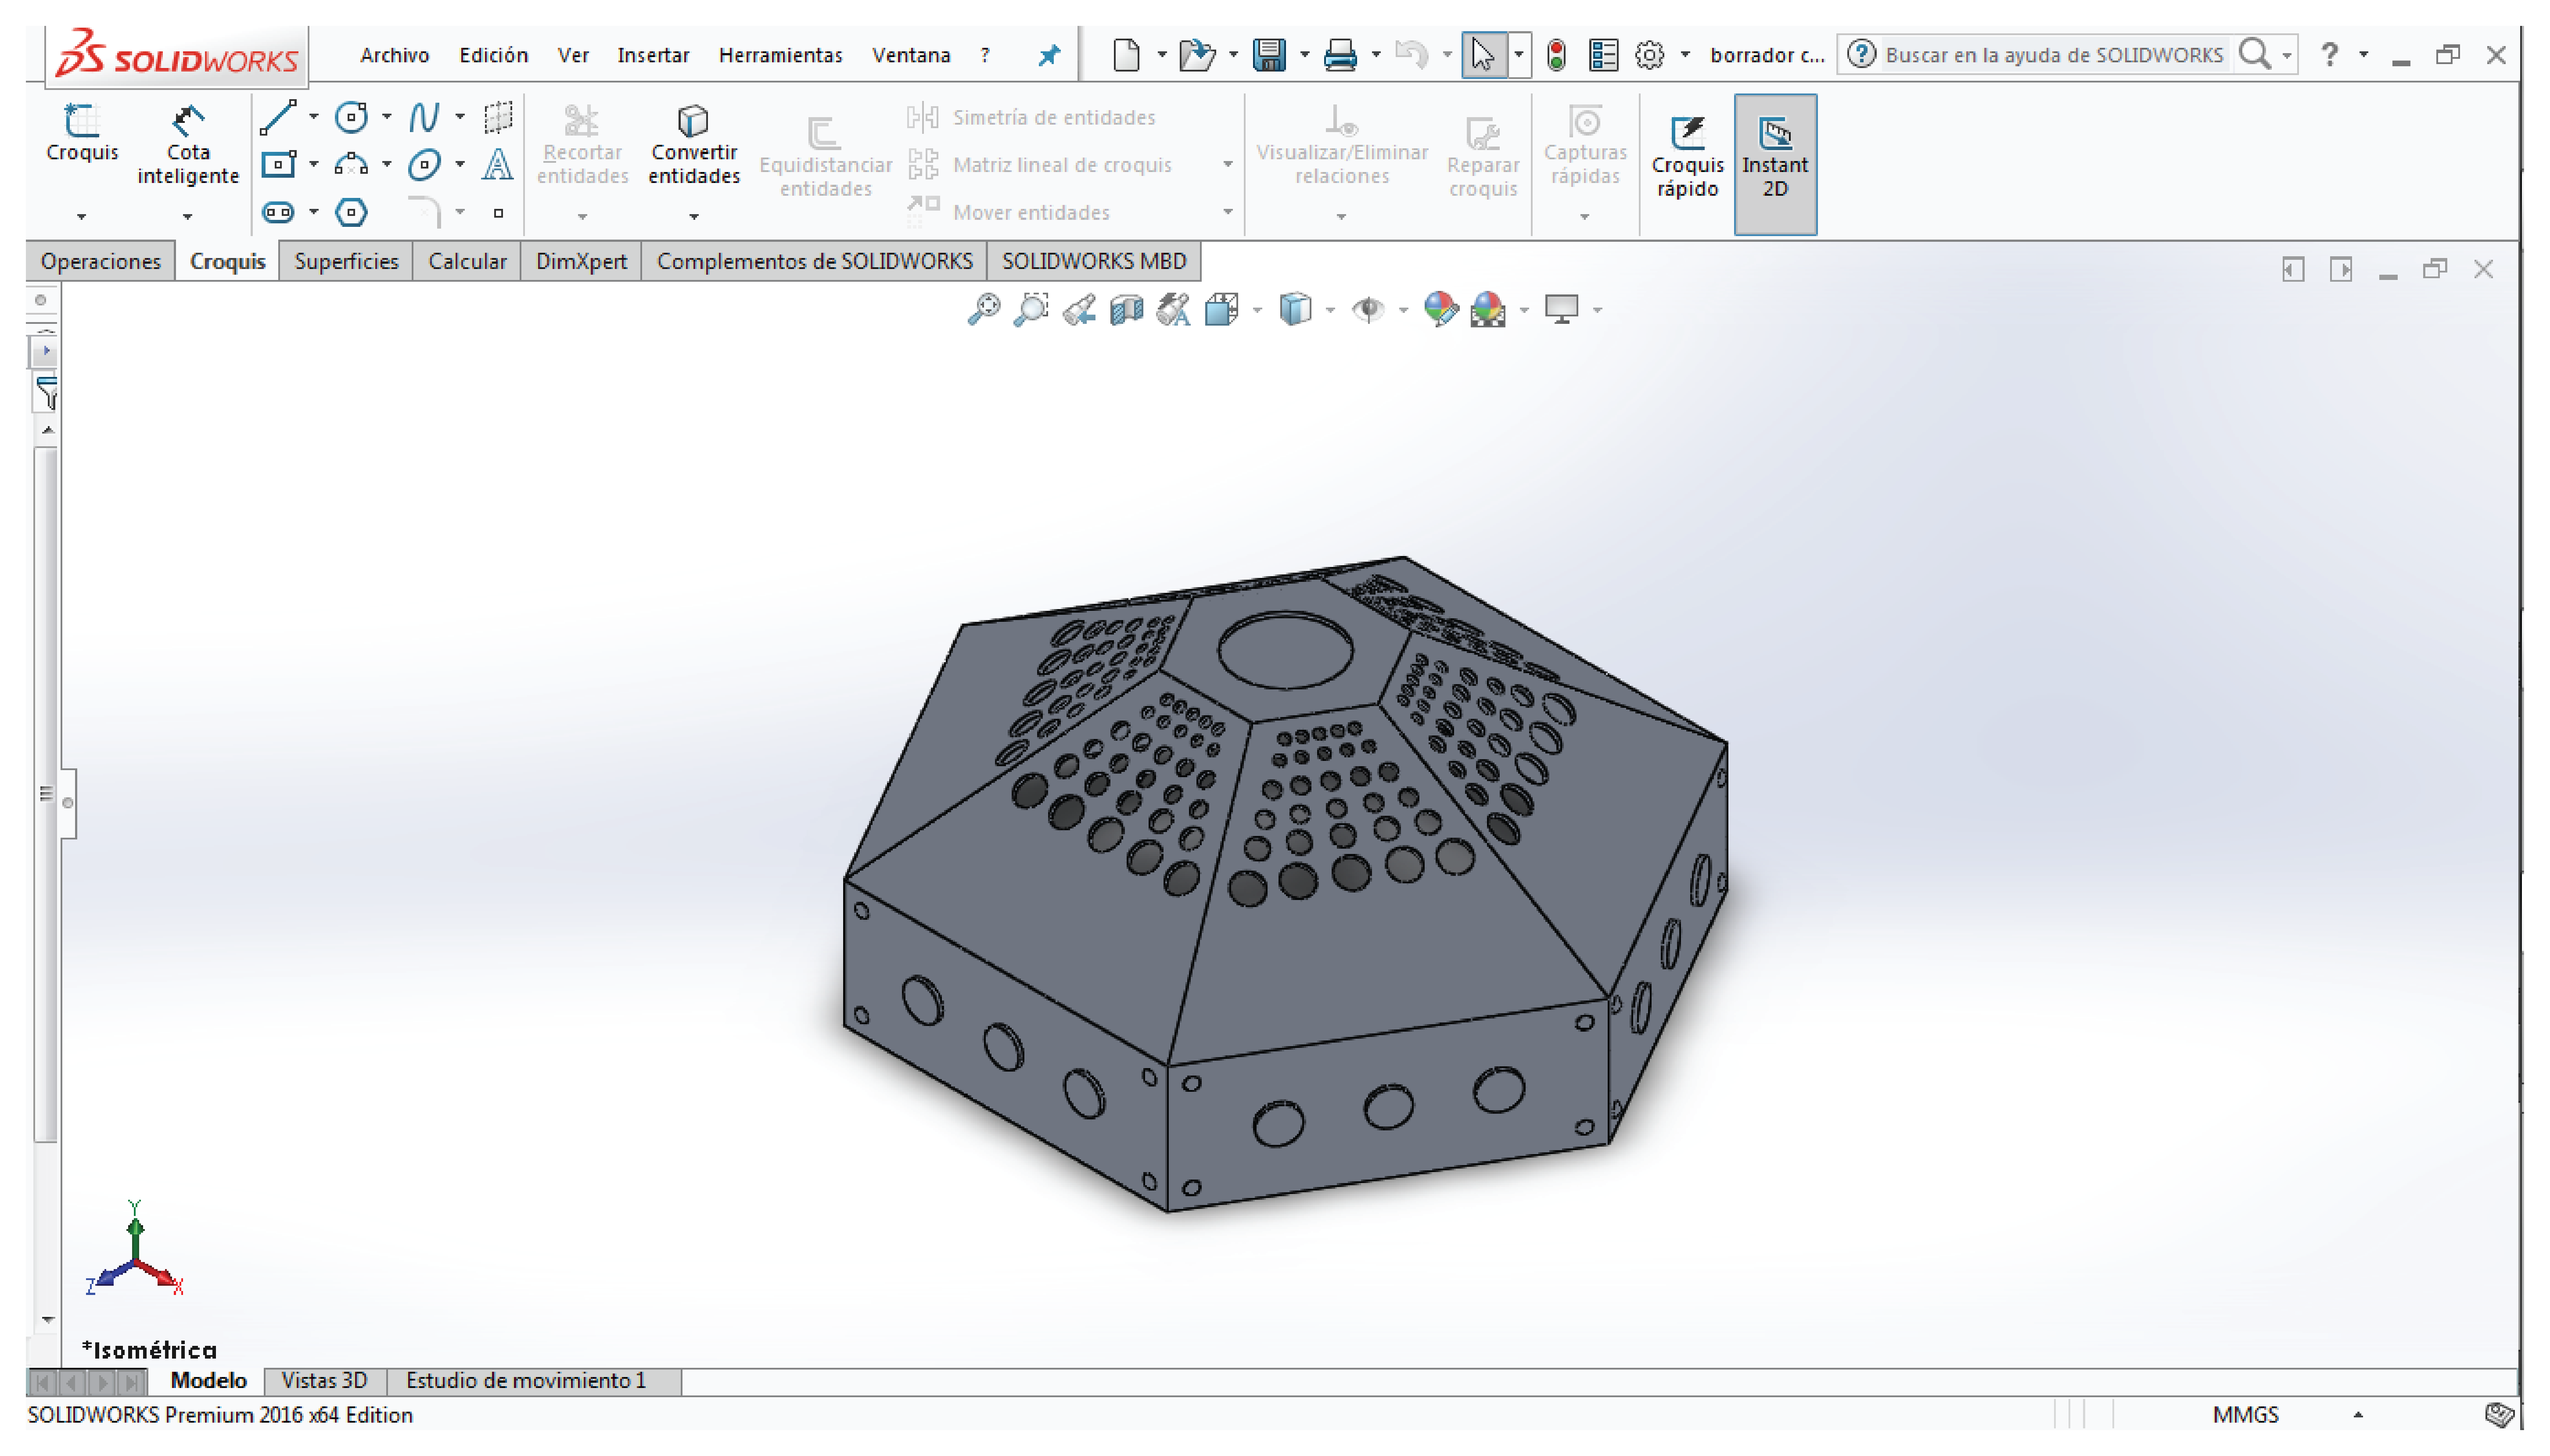 SOLIDWORKS Archivo Edición Ver Insertar Herramientas Ventana ? borrador c... Buscar en la ayuda de SOLIDWORKS ?
Croquis
Cota inteligente
Recortar entidades
Convertir entidades
Equidistanciar entidades
Simetría de entidades
Matriz lineal de croquis
Mover entidades
Visualizar/Eliminar relaciones
Reparar croquis
Capturas rápidas
Croquis rápido
Instant 2D
Operaciones Croquis Superficies Calcular DimXpert Complementos de SOLIDWORKS SOLIDWORKS MBD
Y
Z X
*Isométrica
Modelo Vistas 3D Estudio de movimiento 1
SOLIDWORKS Premium 2016 x64 Edition MMGS